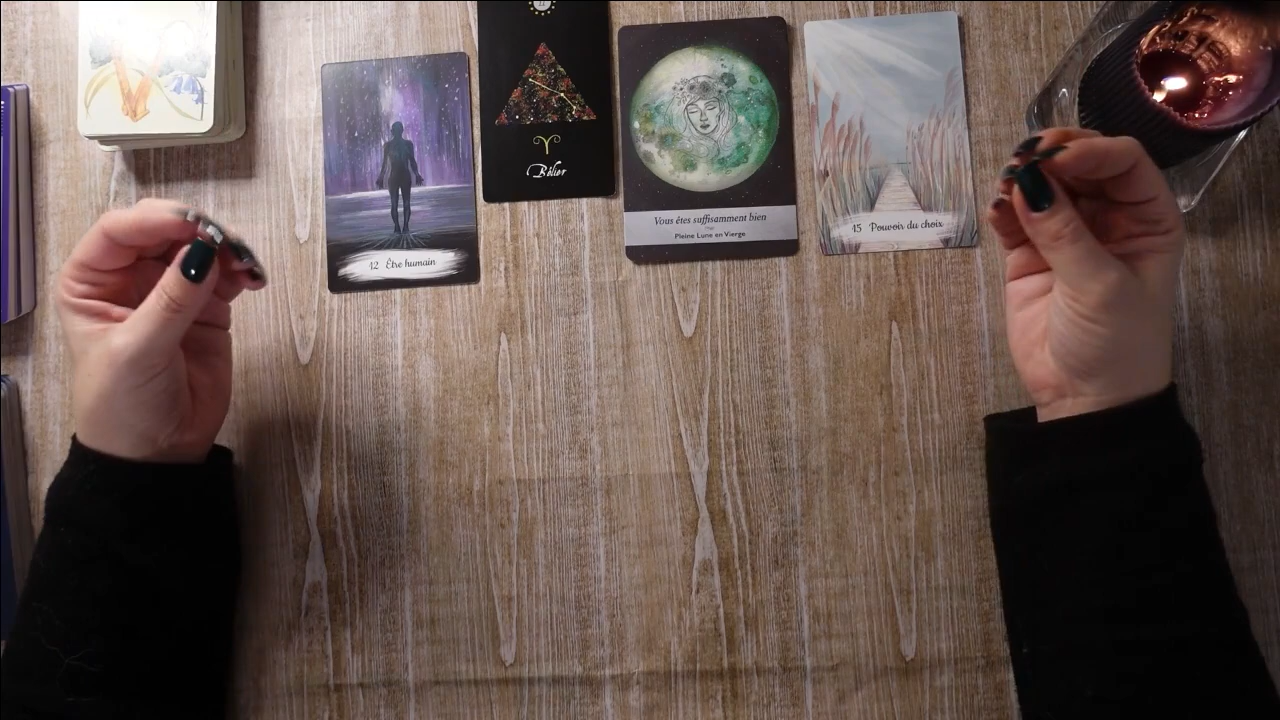 12 Être humain
Bélier
Vous êtes suffisamment bien
Pleine Lune en Vierge
15 Pouvoir du choix